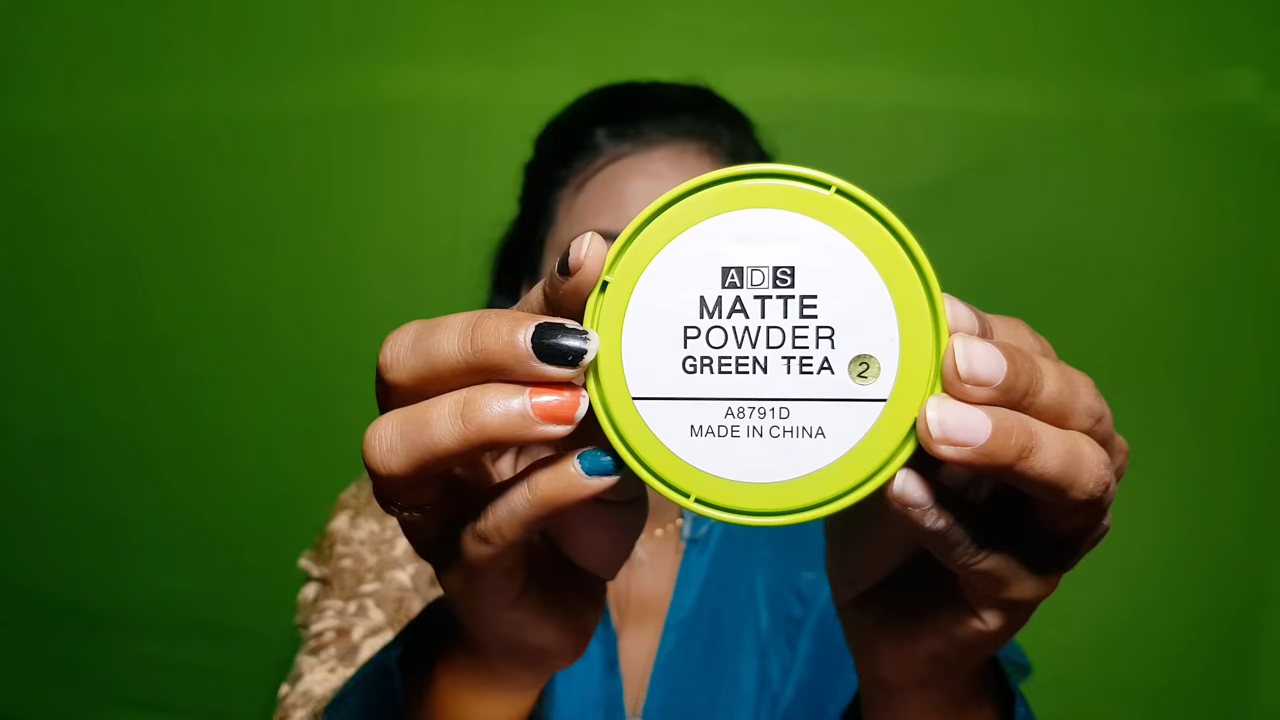 ADS
MATTE
POWDER
GREEN TEA
2
A8791D
MADE IN CHINA